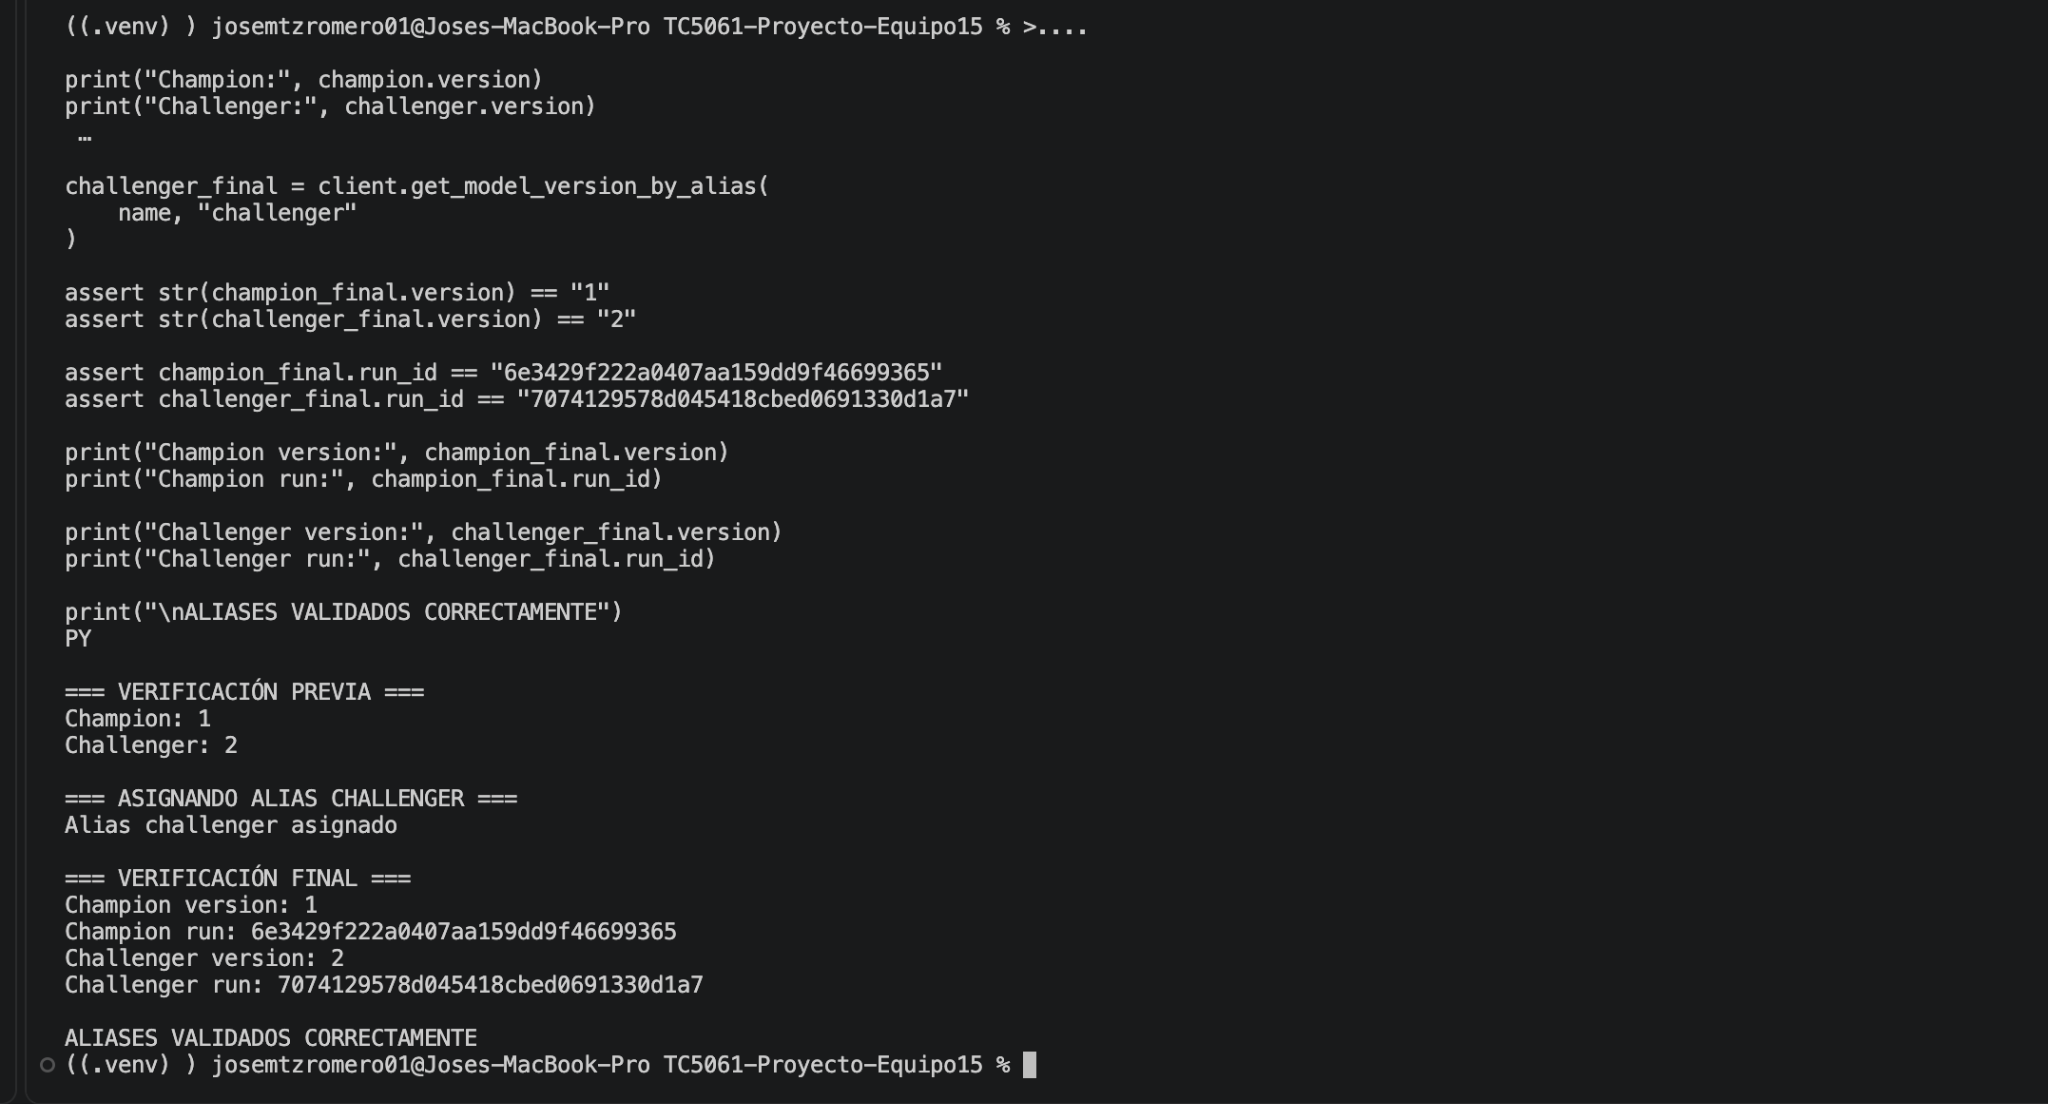 ((.venv) ) josemtzromero01@Joses-MacBook-Pro TC5061-Proyecto-Equipo15 % >....
print("Champion:", champion.version)
print("Challenger:", challenger.version)
…
challenger_final = client.get_model_version_by_alias(
    name, "challenger"
)
assert str(champion_final.version) == "1"
assert str(challenger_final.version) == "2"
assert champion_final.run_id == "6e3429f222a0407aa159dd9f46699365"
assert challenger_final.run_id == "7074129578d045418cbed0691330d1a7"
print("Champion version:", champion_final.version)
print("Champion run:", champion_final.run_id)
print("Challenger version:", challenger_final.version)
print("Challenger run:", challenger_final.run_id)
print("\nALIASES VALIDADOS CORRECTAMENTE")
PY
=== VERIFICACIÓN PREVIA ===
Champion: 1
Challenger: 2
=== ASIGNANDO ALIAS CHALLENGER ===
Alias challenger asignado
=== VERIFICACIÓN FINAL ===
Champion version: 1
Champion run: 6e3429f222a0407aa159dd9f46699365
Challenger version: 2
Challenger run: 7074129578d045418cbed0691330d1a7
ALIASES VALIDADOS CORRECTAMENTE
((.venv) ) josemtzromero01@Joses-MacBook-Pro TC5061-Proyecto-Equipo15 %